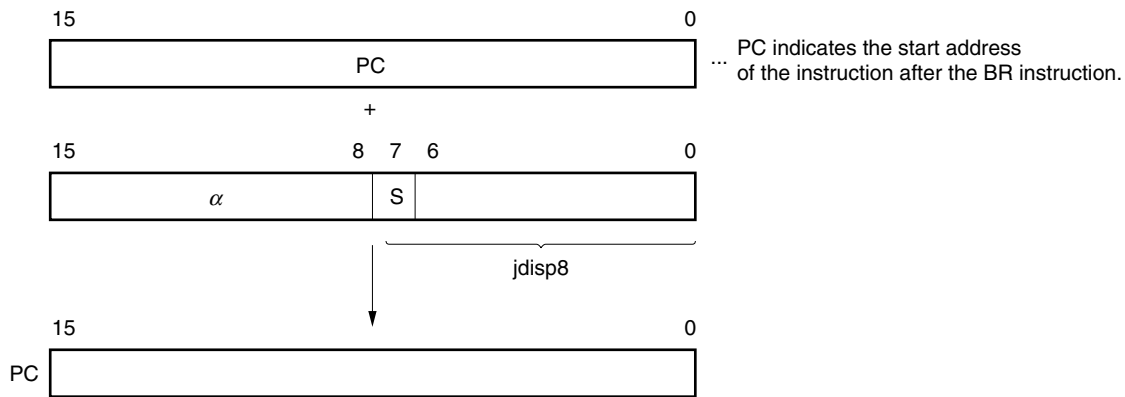 15 0
PC
... PC indicates the start address
of the instruction after the BR instruction.
+
15 8 7 6 0
α S
jdisp8
15 0
PC